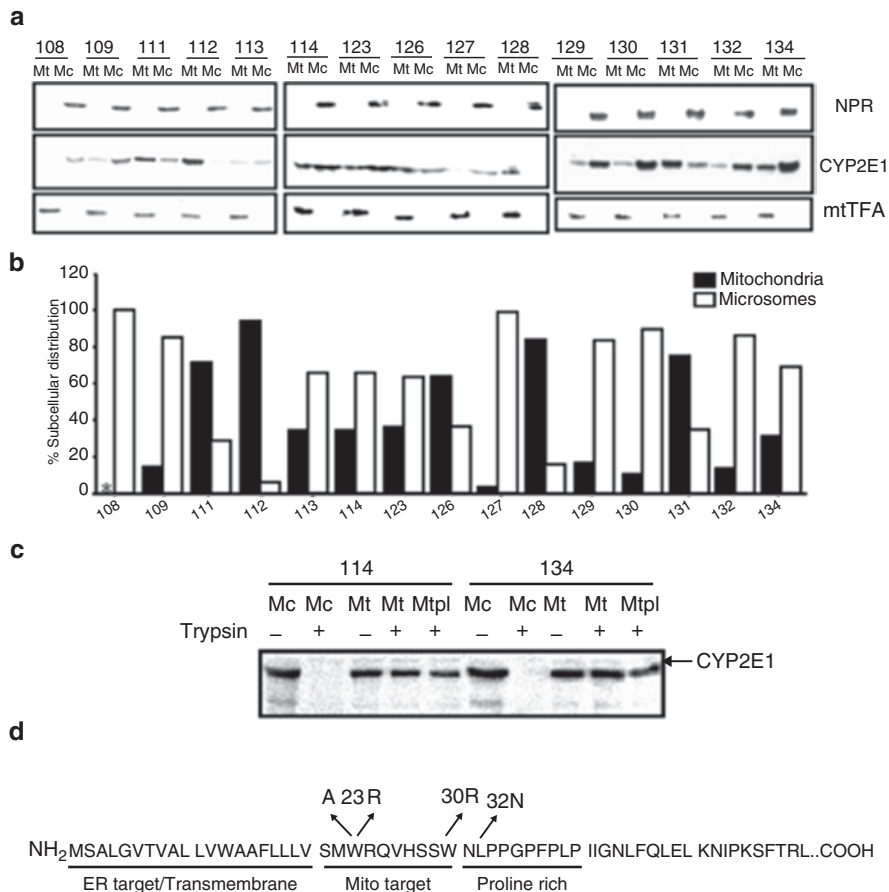 a
108 109 111 112 113 114 123 126 127 128 129 130 131 132 134
Mt Mc Mt Mc Mt Mc Mt Mc Mt Mc Mt Mc Mt Mc Mt Mc Mt Mc Mt Mc Mt Mc Mt Mc Mt Mc Mt Mc Mt Mc
NPR
CYP2E1
mtTFA
b
% Subcellular distribution
120
100
80
60
40
20
0
*
Mitochondria
Microsomes
108 109 111 112 113 114 123 126 127 128 129 130 131 132 134
c
114 134
Mc Mc Mt Mt Mtpl Mc Mc Mt Mt Mtpl
Trypsin – + – + + – + – + +
CYP2E1
d
A 23 R 30R 32N
NH2MSALGVTVAL LVWAAFLLLV SMWRQVHSSW NLPPGPFPLP IIGNLFQLEL KNIPKSFTRL..COOH
ER target/Transmembrane Mito target Proline rich